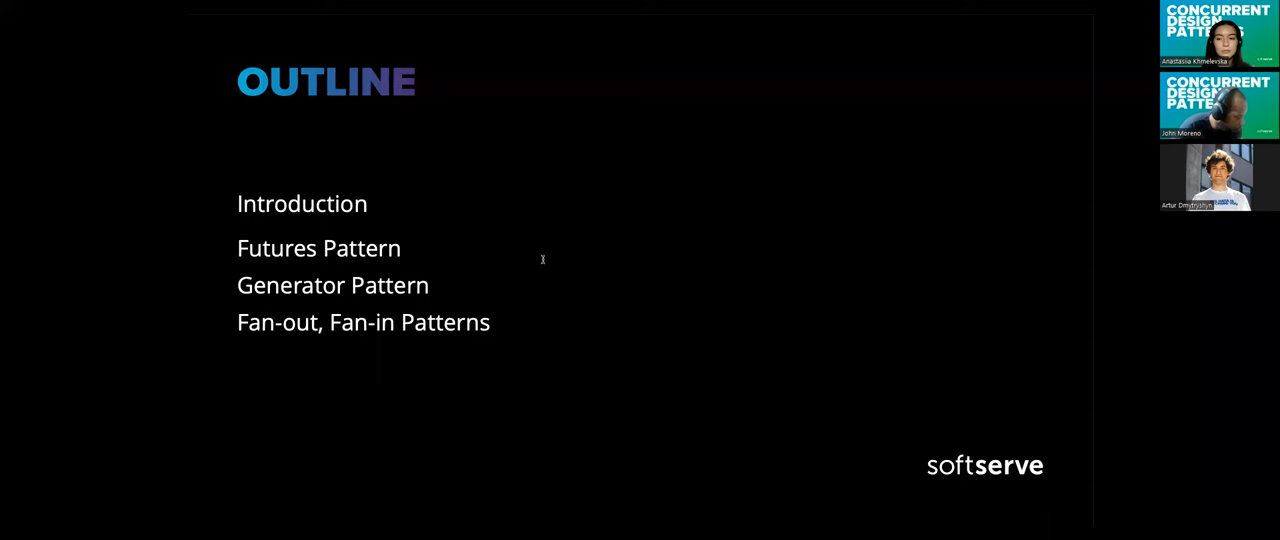 OUTLINE
Introduction
Futures Pattern
Generator Pattern
Fan-out, Fan-in Patterns
softserve
CONCURRENT
DESIGN
PATTERNS
Anastasiia Khmelevska
CONCURRENT
DESIGN
PATTE
John Moreno
Artur Dmytryshyn